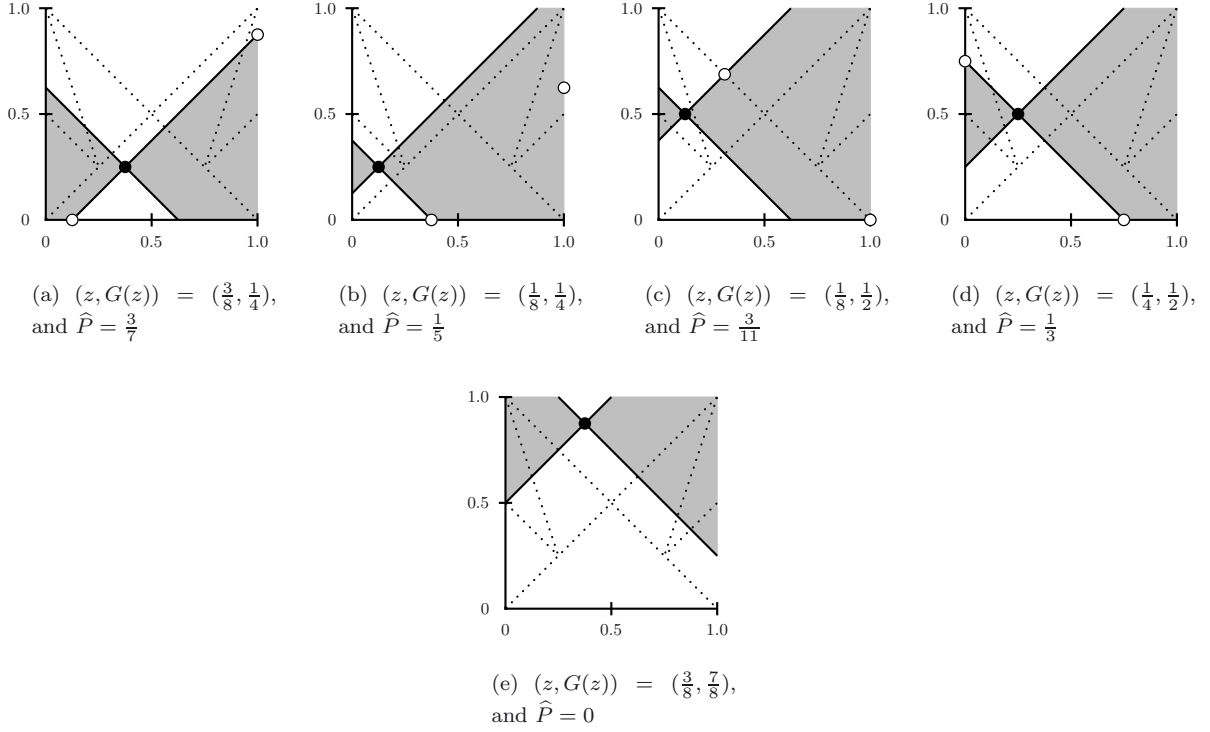 1.0 1.0 1.0 1.0
0.5 0.5 0.5 0.5
0 0 0 0
0 0.5 1.0 0 0.5 1.0 0 0.5 1.0 0 0.5 1.0
(a) (z, G(z)) = (3/8, 1/4),
and P̂ = 3/7
(b) (z, G(z)) = (1/8, 1/4),
and P̂ = 1/5
(c) (z, G(z)) = (1/8, 1/2),
and P̂ = 3/11
(d) (z, G(z)) = (1/4, 1/2),
and P̂ = 1/3
1.0
0.5
0
0 0.5 1.0
(e) (z, G(z)) = (3/8, 7/8),
and P̂ = 0